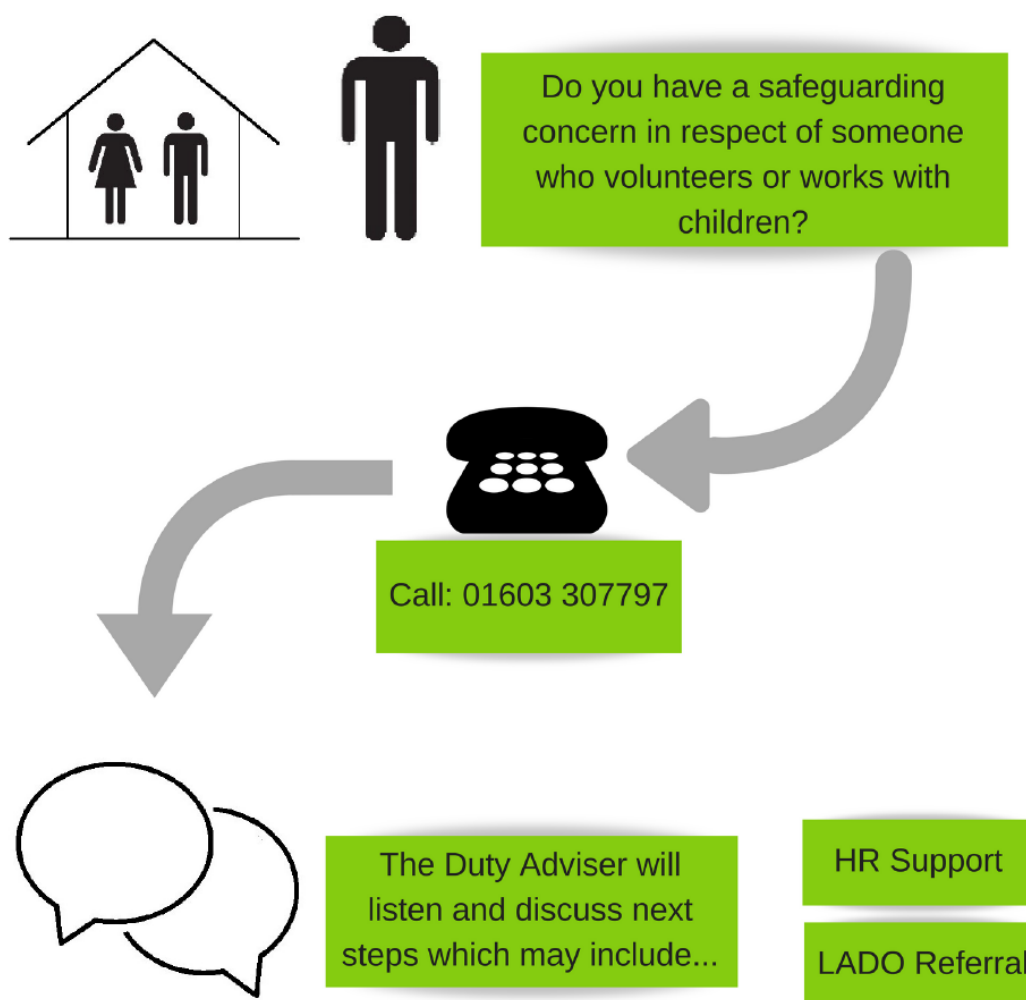 Do you have a safeguarding
concern in respect of someone
who volunteers or works with
children?
Call: 01603 307797
The Duty Adviser will
listen and discuss next
steps which may include...
HR Support
LADO Referral